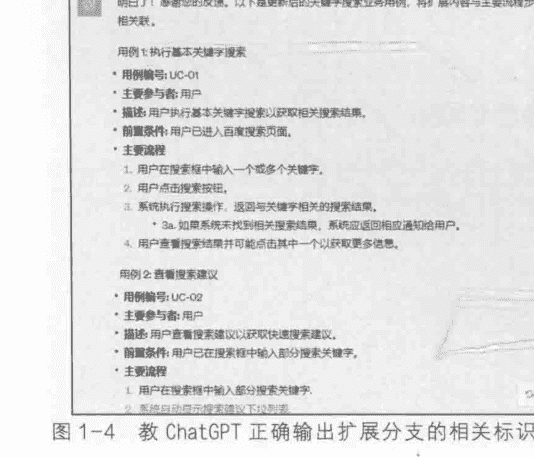 明白了！感谢您的反馈。以下是更新后的关键字搜索业务用例，将扩展内容与主要流程步
相关联。
用例 1: 执行基本关键字搜索
• 用例编号: UC-01
• 主要参与者: 用户
• 描述: 用户执行基本关键字搜索以获取相关搜索结果。
• 前置条件: 用户已进入百度搜索页面。
• 主要流程
1. 用户在搜索框中输入一个或多个关键字。
2. 用户点击搜索按钮。
3. 系统执行搜索操作，返回与关键字相关的搜索结果。
• 3a. 如果系统未找到相关搜索结果，系统应返回相应通知给用户。
4. 用户查看搜索结果并可能点击其中一个以获取更多信息。
用例 2: 查看搜索建议
• 用例编号: UC-02
• 主要参与者: 用户
• 描述: 用户查看搜索建议以获取快速搜索建议。
• 前置条件: 用户已在搜索框中输入部分搜索关键字。
• 主要流程
1. 用户在搜索框中输入部分搜索关键字.
2. 系统自动显示搜索建议下拉列表.
图 1-4 教 ChatGPT 正确输出扩展分支的相关标识